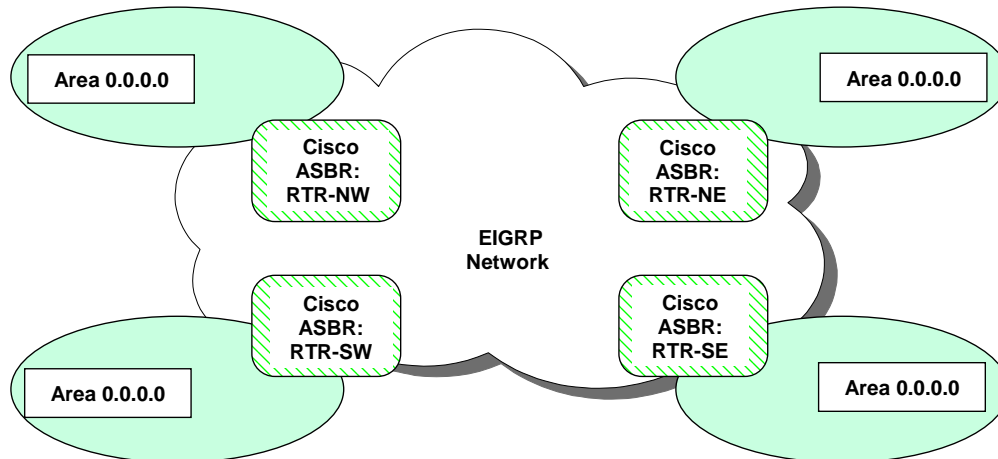 Area 0.0.0.0
Area 0.0.0.0
Cisco
ASBR:
RTR-NW
Cisco
ASBR:
RTR-NE
EIGRP
Network
Cisco
ASBR:
RTR-SW
Cisco
ASBR:
RTR-SE
Area 0.0.0.0
Area 0.0.0.0